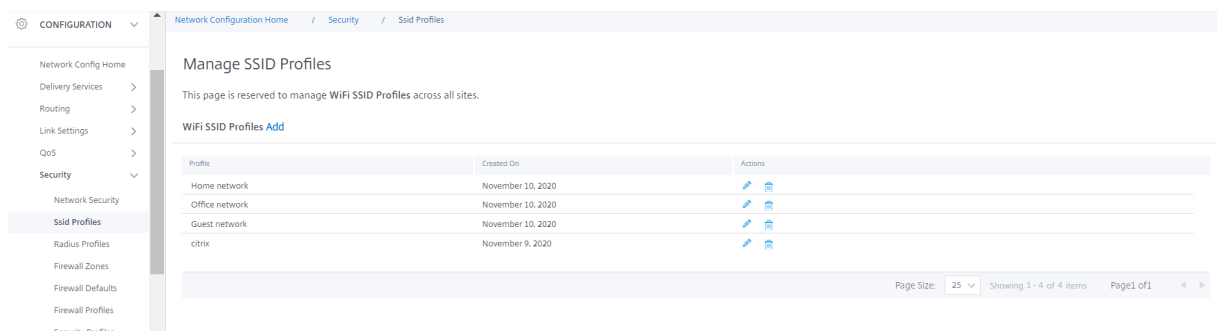 CONFIGURATION
Network Config Home
Delivery Services
Routing
Link Settings
QoS
Security
Network Security
Ssid Profiles
Radius Profiles
Firewall Zones
Firewall Defaults
Firewall Profiles
Security Profiles
Network Configuration Home / Security / Ssid Profiles
Manage SSID Profiles
This page is reserved to manage WiFi SSID Profiles across all sites.
WiFi SSID Profiles Add
Profile Created On Actions
Home network November 10, 2020
Office network November 10, 2020
Guest network November 10, 2020
citrix November 9, 2020
Page Size: 25 Showing 1 - 4 of 4 items Page1 of1